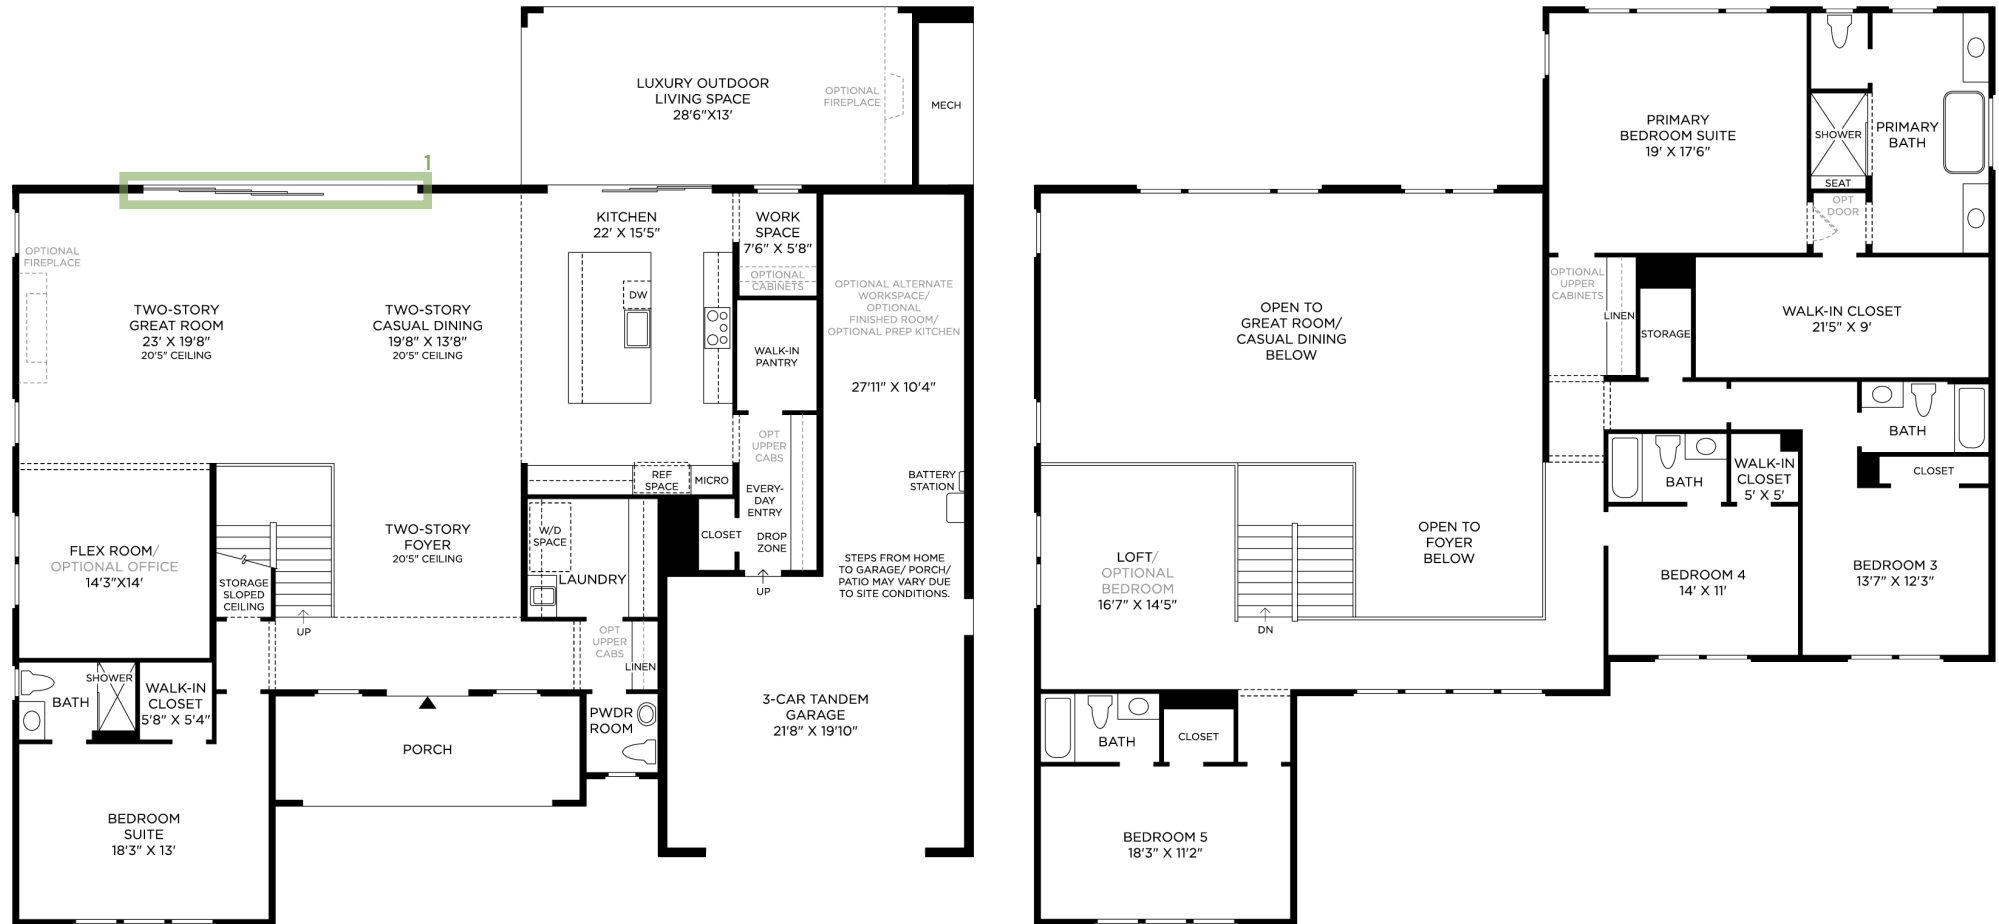 LUXURY OUTDOOR
LIVING SPACE
28'6"X13'
OPTIONAL
FIREPLACE
MECH
1
OPTIONAL
FIREPLACE
TWO-STORY
GREAT ROOM
23' X 19'8"
20'5" CEILING
TWO-STORY
CASUAL DINING
19'8" X 13'8"
20'5" CEILING
KITCHEN
22' X 15'5"
DW
WORK
SPACE
7'6" X 5'8"
OPTIONAL
CABINETS
WALK-IN
PANTRY
OPTIONAL ALTERNATE
WORKSPACE/
OPTIONAL
FINISHED ROOM/
OPTIONAL PREP KITCHEN
27'11" X 10'4"
OPT
UPPER
CABS
REF
SPACE
MICRO
EVERY-
DAY
ENTRY
BATTERY
STATION
FLEX ROOM/
OPTIONAL OFFICE
14'3"X14'
STORAGE
SLOPED
CEILING
UP
TWO-STORY
FOYER
20'5" CEILING
W/D
SPACE
LAUNDRY
CLOSET
DROP
ZONE
UP
STEPS FROM HOME
TO GARAGE/ PORCH/
PATIO MAY VARY DUE
TO SITE CONDITIONS.
OPT
UPPER
CABS
LINEN
BATH
SHOWER
WALK-IN
CLOSET
5'8" X 5'4"
PORCH
PWDR
ROOM
3-CAR TANDEM
GARAGE
21'8" X 19'10"
BEDROOM
SUITE
18'3" X 13'
PRIMARY
BEDROOM SUITE
19' X 17'6"
SHOWER
SEAT
PRIMARY
BATH
OPT
DOOR
OPTIONAL
UPPER
CABINETS
LINEN
STORAGE
WALK-IN CLOSET
21'5" X 9'
OPEN TO
GREAT ROOM/
CASUAL DINING
BELOW
BATH
BATH
WALK-IN
CLOSET
5' X 5'
CLOSET
OPEN TO
FOYER
BELOW
LOFT/
OPTIONAL
BEDROOM
16'7" X 14'5"
DN
BEDROOM 4
14' X 11'
BEDROOM 3
13'7" X 12'3"
BATH
CLOSET
BEDROOM 5
18'3" X 11'2"